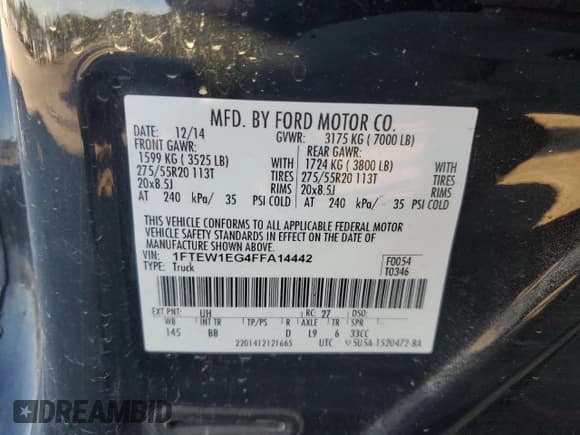 MFD. BY FORD MOTOR CO.
DATE: 12/14 GVWR: 3175 KG ( 7000 LB)
FRONT GAWR: REAR GAWR:
1599 KG ( 3525 LB) WITH 1724 KG ( 3800 LB) WITH
275/55R20 113T TIRES 275/55R20 113T TIRES
20x8.5J RIMS 20x8.5J RIMS
AT 240 kPa/ 35 PSI COLD AT 240 kPa/ 35 PSI COLD
THIS VEHICLE CONFORMS TO ALL APPLICABLE FEDERAL MOTOR
VEHICLE SAFETY STANDARDS IN EFFECT ON THE DATE OF
MANUFACTURE SHOWN ABOVE.
VIN: 1FTEW1EG4FFA14442 F0054
TYPE: Truck T0346
EXT PNT: UH RC: 27 DSO:
WB INT TR TP/PS R AXLE TR SPR
145 BB D L9 6 33CC
2201412121665 UTC 5USA-1520472-BA
DREAMBID